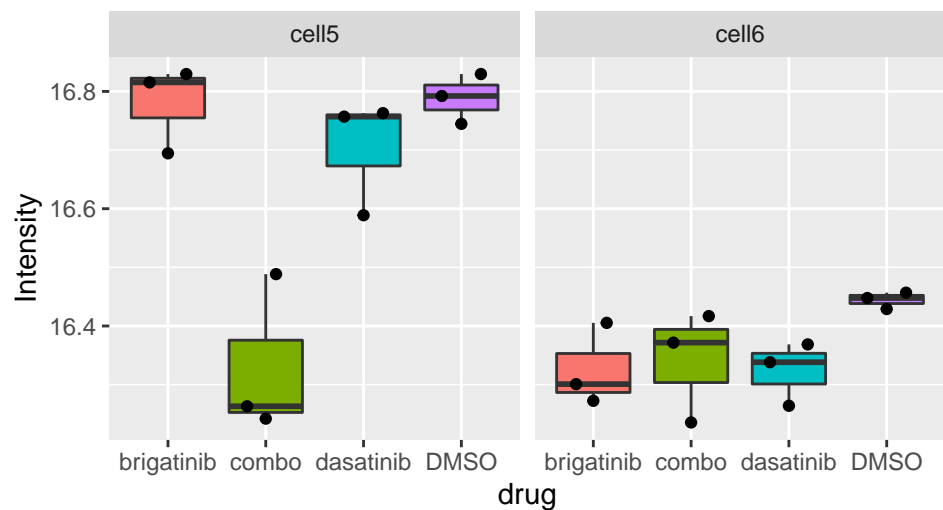 cell5 cell6
Intensity
16.8
16.6
16.4
brigatinib combo dasatinib DMSO brigatinib combo dasatinib DMSO
drug